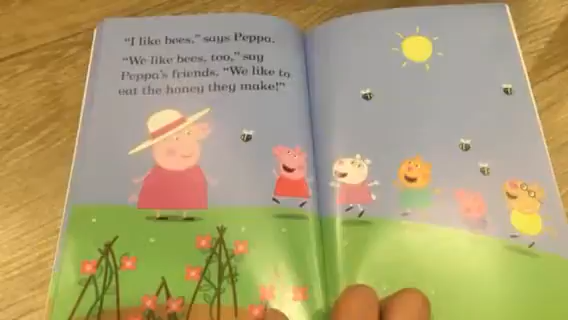 “I like bees,” says Peppa.
“We like bees, too,” say
Peppa's friends. “We like to
eat the honey they make!”